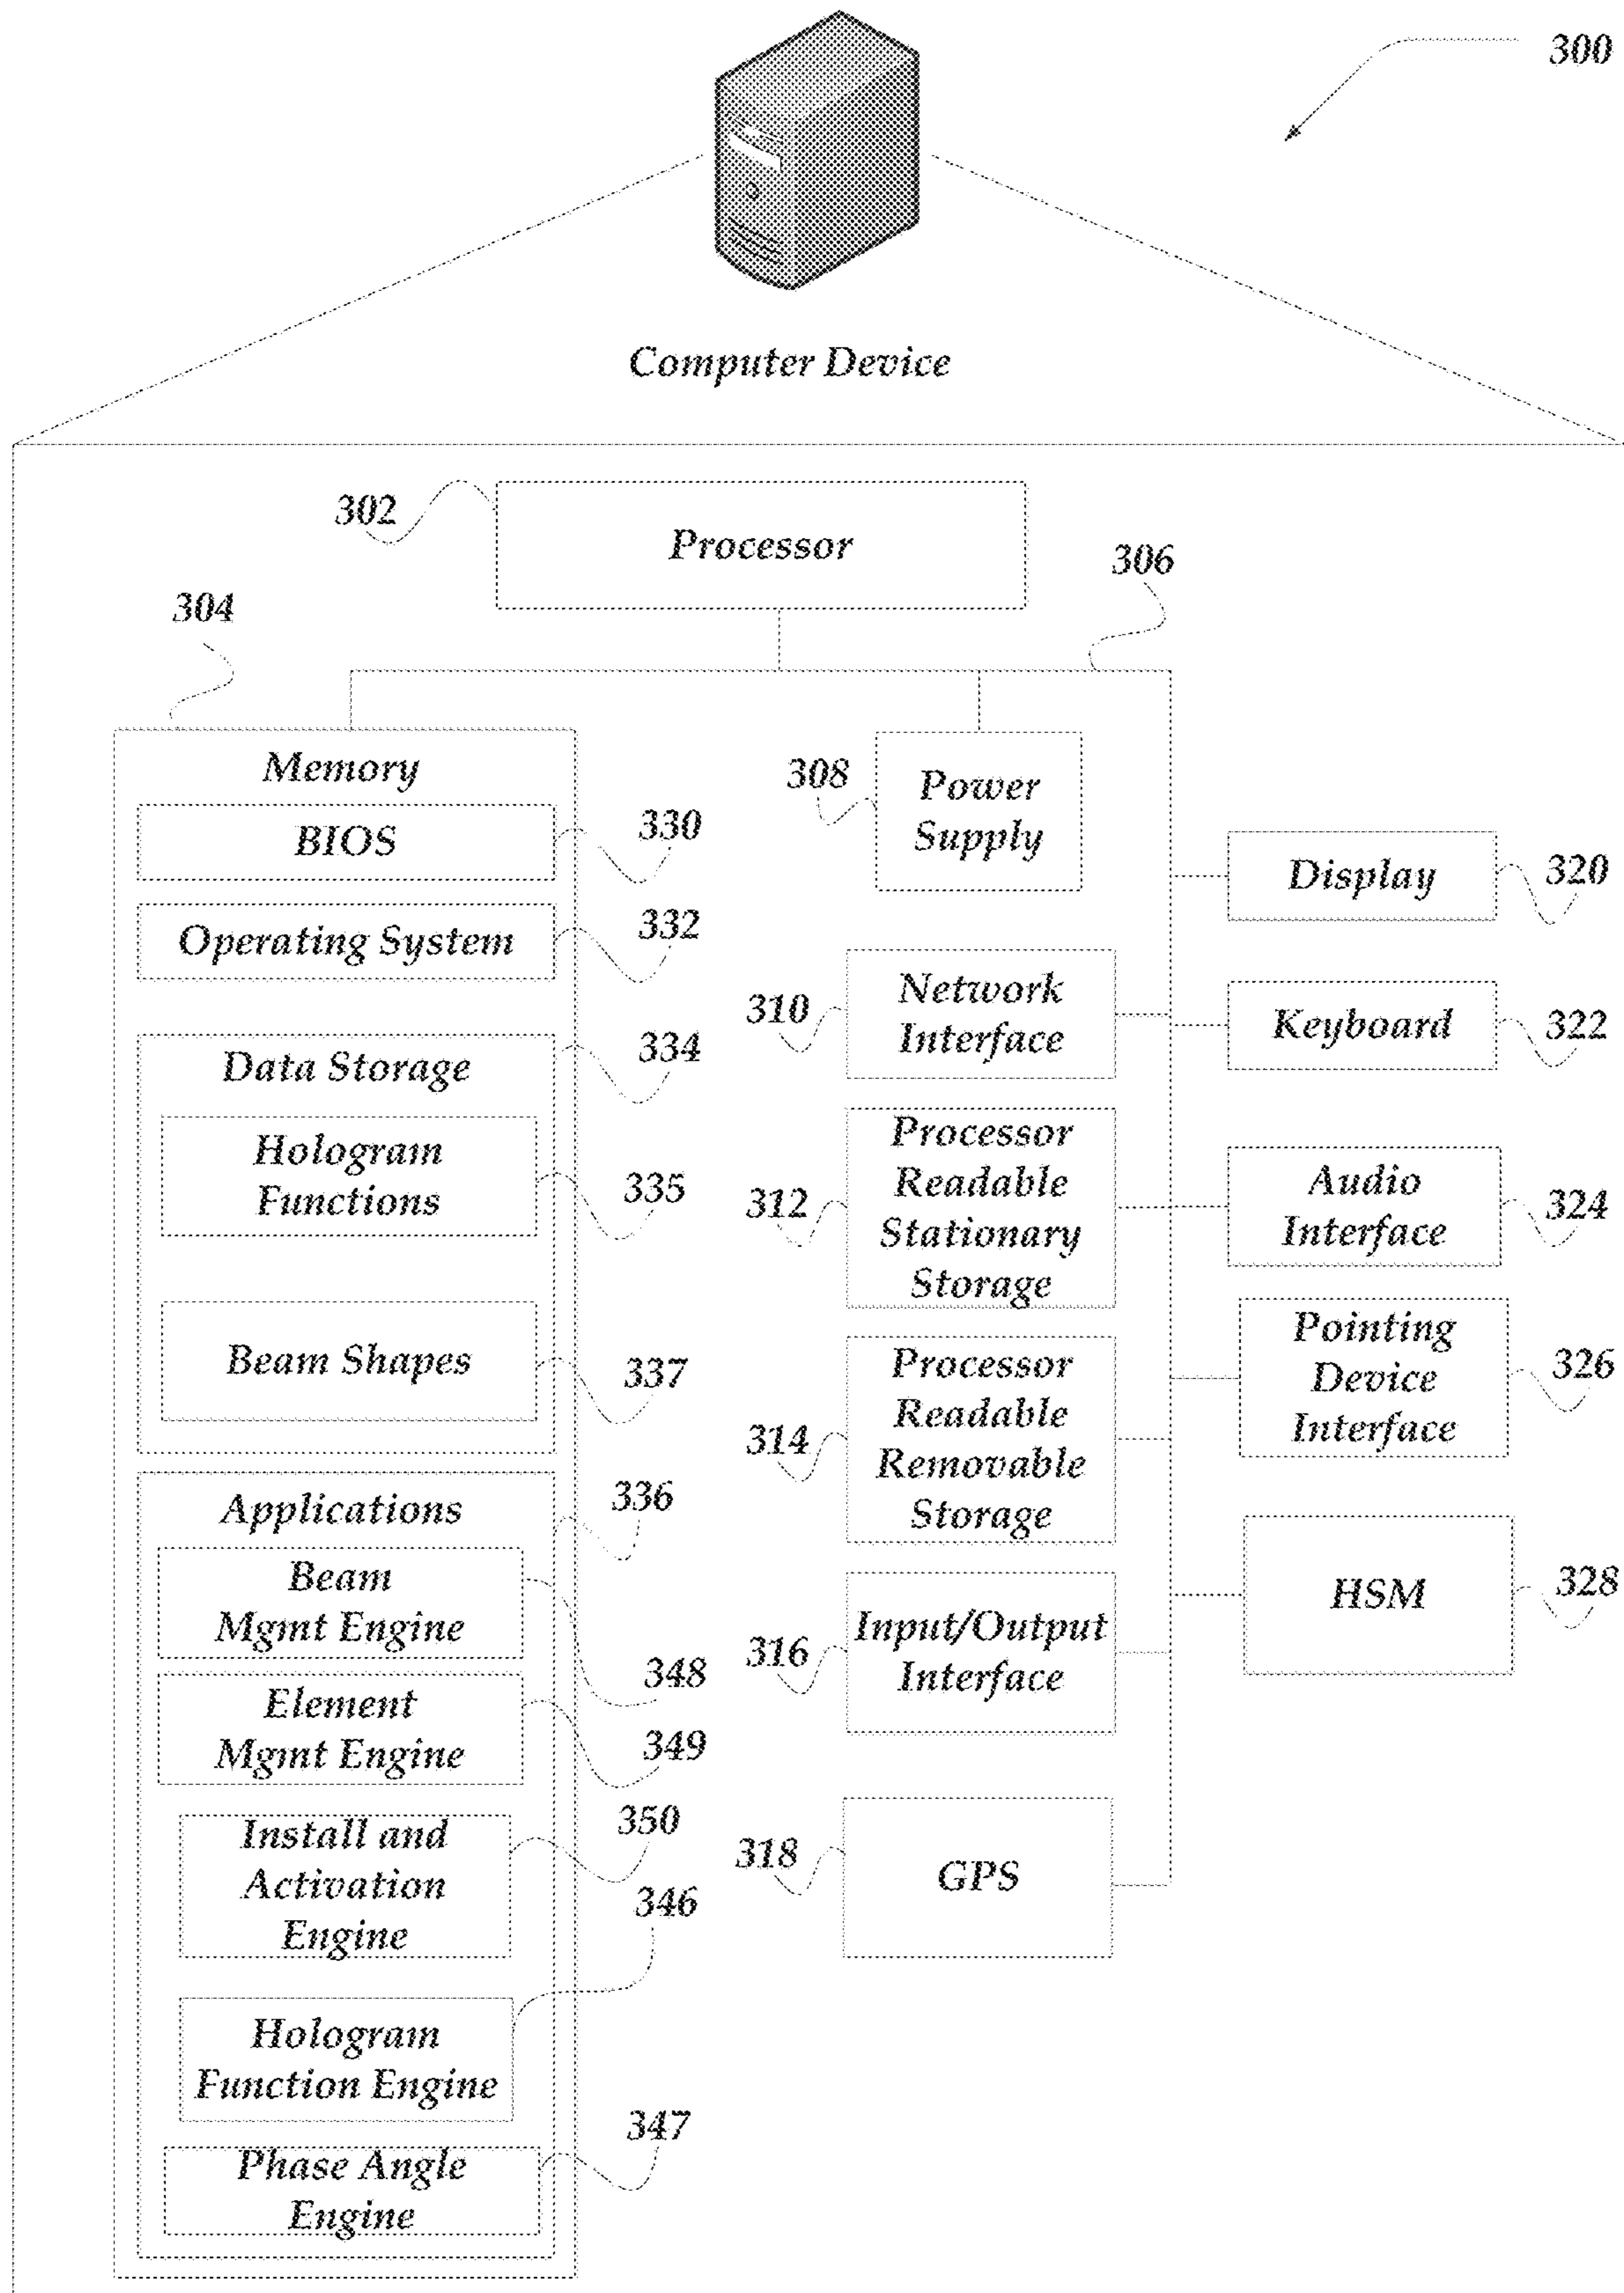 300
Computer Device
302
Processor
306
304
Memory
BIOS
330
Operating System
332
Data Storage
334
Hologram
Functions
335
Beam Shapes
337
Applications
336
Beam
Mgmt Engine
348
Element
Mgmt Engine
349
Install and
Activation
Engine
350
346
Hologram
Function Engine
347
Phase Angle
Engine
308
Power
Supply
310
Network
Interface
312
Processor
Readable
Stationary
Storage
314
Processor
Readable
Removable
Storage
316
Input/Output
Interface
318
GPS
Display
320
Keyboard
322
Audio
Interface
324
Pointing
Device
Interface
326
HSM
328